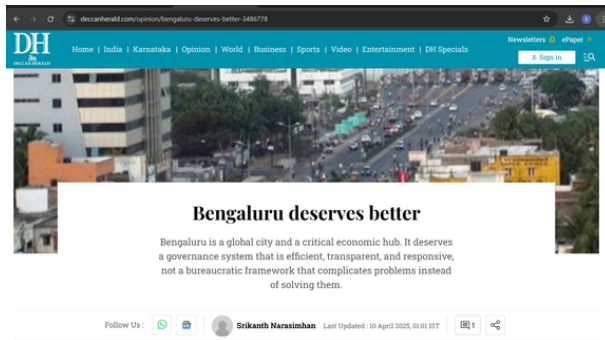 deccanherald.com/opinion/bengaluru-deserves-better-3486778
DH
DECCAN HERALD
Home | India | Karnataka | Opinion | World | Business | Sports | Video | Entertainment | DH Specials
Newsletters ePaper
Sign in
Bengaluru deserves better
Bengaluru is a global city and a critical economic hub. It deserves
a governance system that is efficient, transparent, and responsive,
not a bureaucratic framework that complicates problems instead
of solving them.
Follow Us :
Srikanth Narasimhan Last Updated : 10 April 2025, 01:01 IST
1